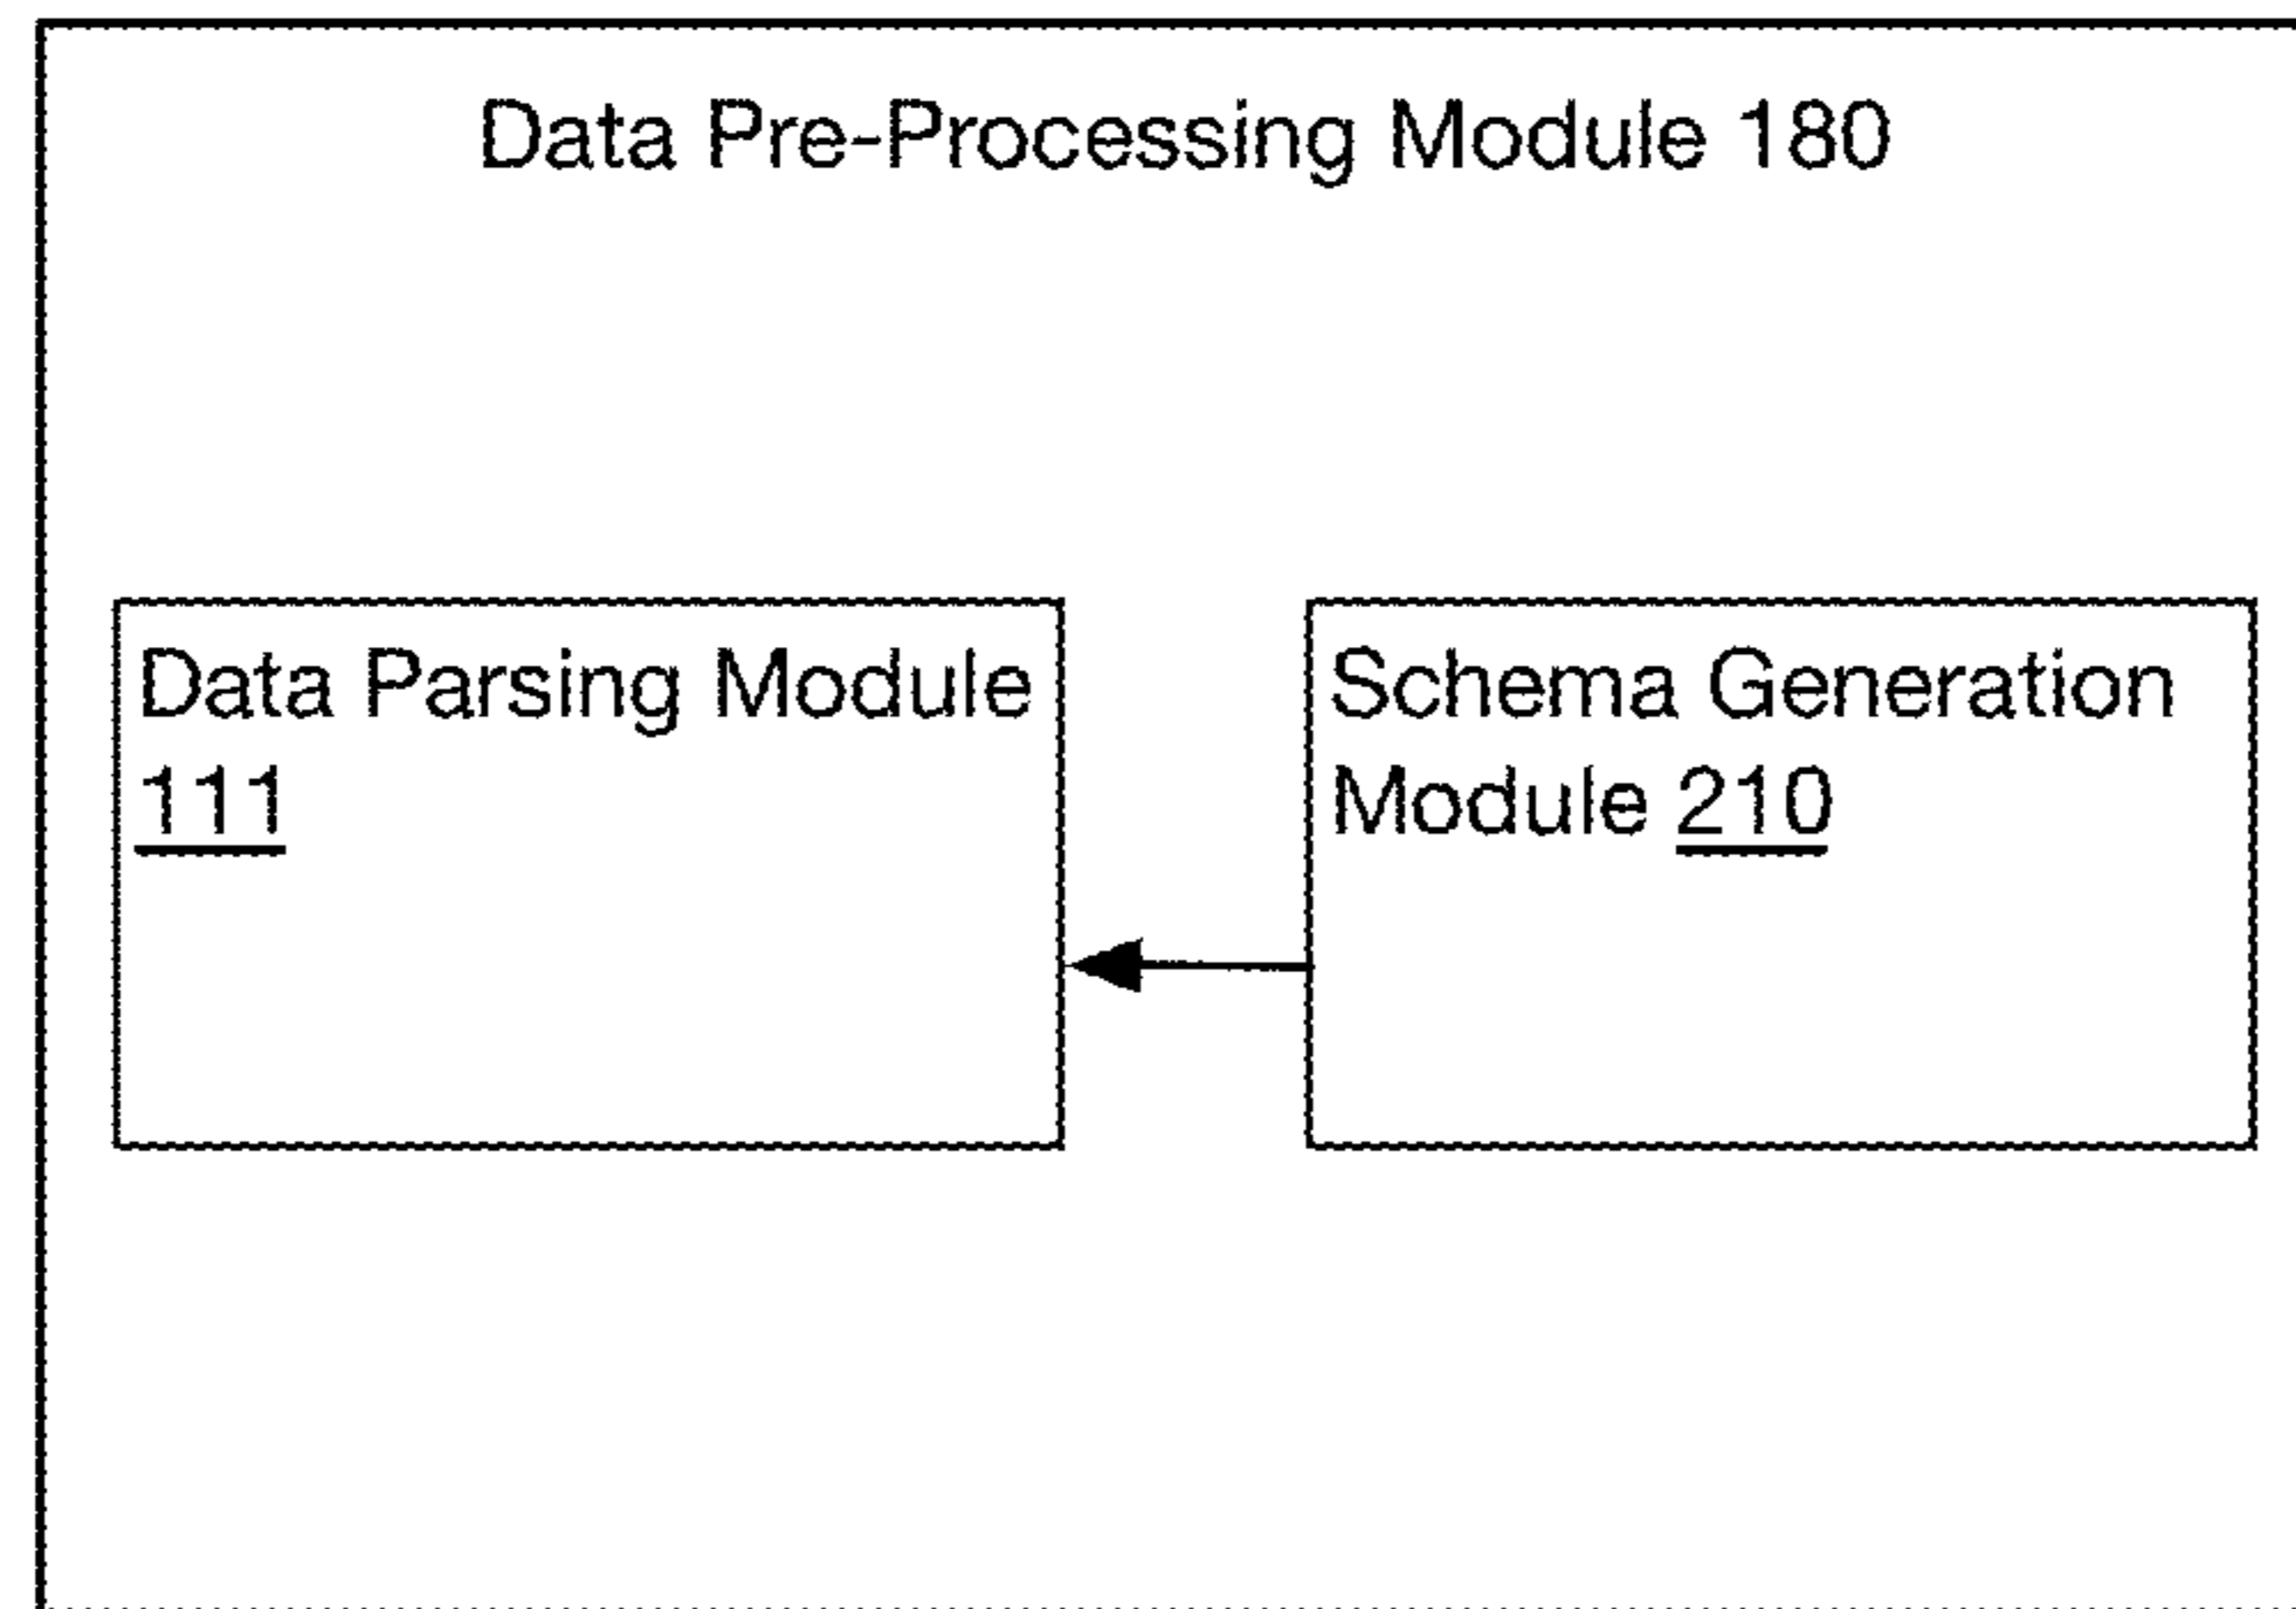 Data Pre-Processing Module 180
Data Parsing Module
111
Schema Generation
Module 210